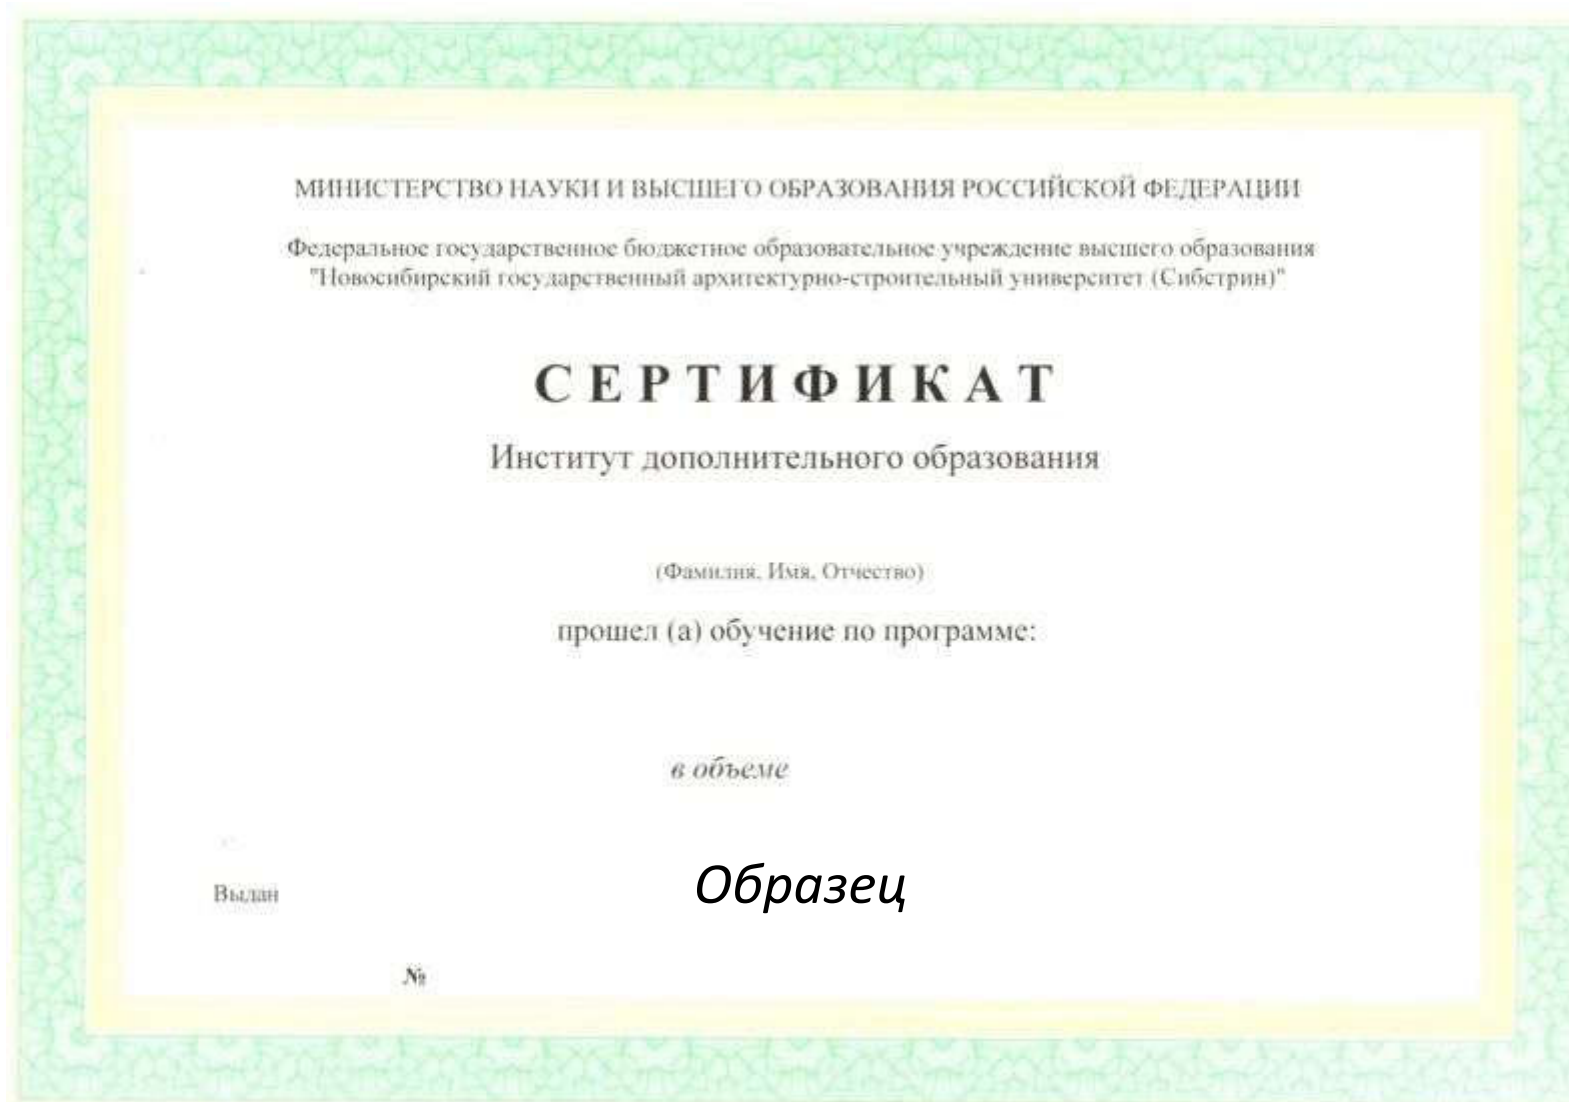 МИНИСТЕРСТВО НАУКИ И ВЫСШЕГО ОБРАЗОВАНИЯ РОССИЙСКОЙ ФЕДЕРАЦИИ
Федеральное государственное бюджетное образовательное учреждение высшего образования
"Новосибирский государственный архитектурно-строительный университет (Сибстрин)"
СЕРТИФИКАТ
Институт дополнительного образования
(Фамилия, Имя, Отчество)
прошел (а) обучение по программе:
в объеме
Образец
Выдан
№